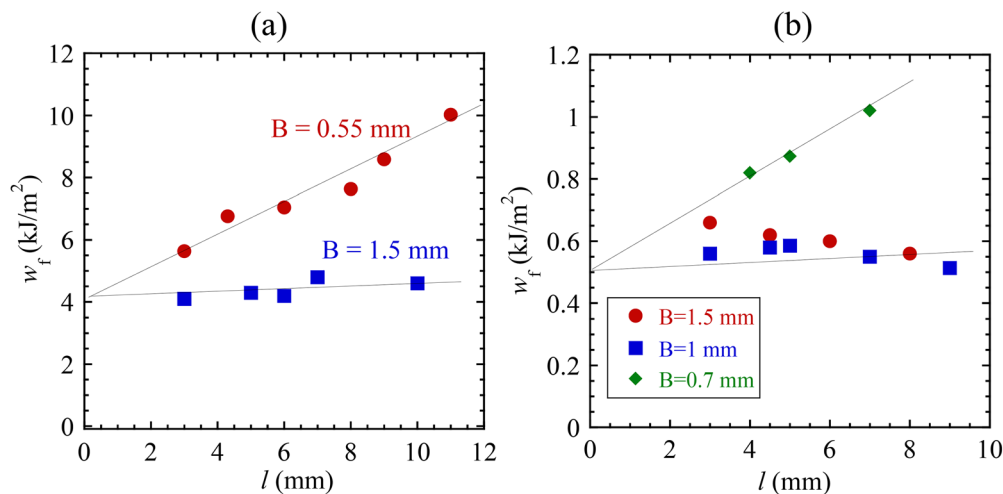 (a)
12
10
8
6
4
2
0
w_f (kJ/m²)
B = 0.55 mm
B = 1.5 mm
0 2 4 6 8 10 12
l (mm)
(b)
1.2
1
0.8
0.6
0.4
0.2
0
w_f (kJ/m²)
B=1.5 mm
B=1 mm
B=0.7 mm
0 2 4 6 8 10
l (mm)